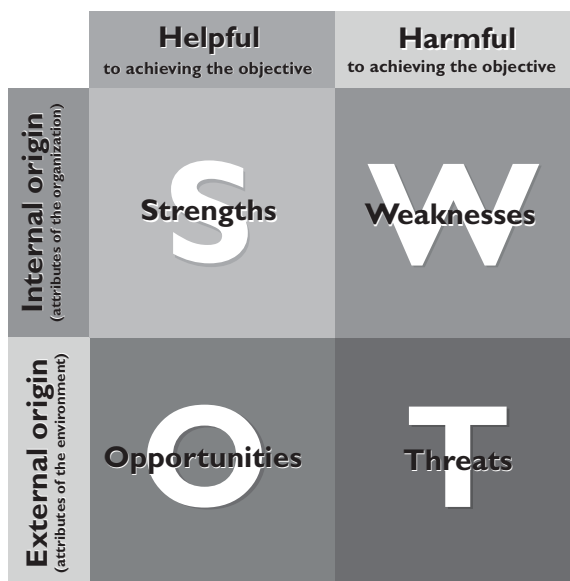 Helpful
to achieving the objective
Harmful
to achieving the objective
Internal origin
(attributes of the organization)
S
Strengths
W
Weaknesses
External origin
(attributes of the environment)
O
Opportunities
T
Threats